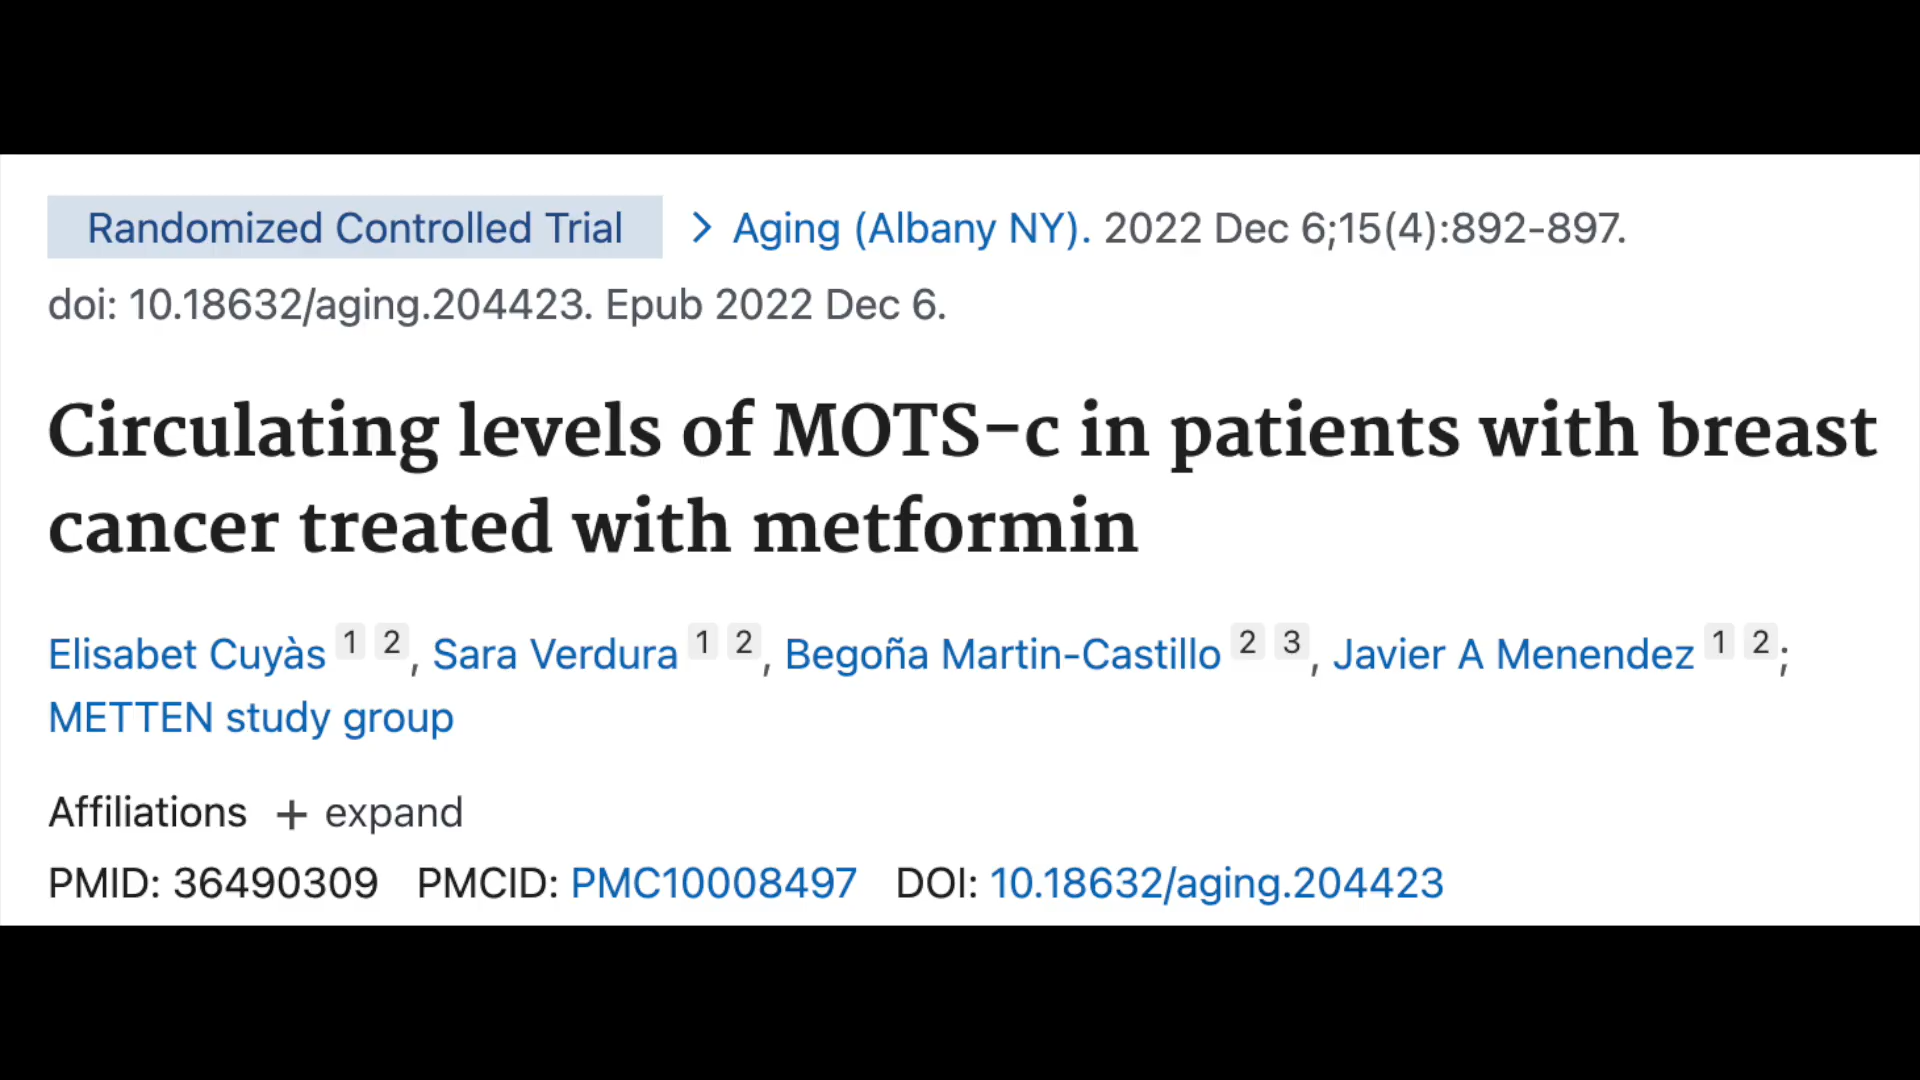 Randomized Controlled Trial > Aging (Albany NY). 2022 Dec 6;15(4):892-897.
doi: 10.18632/aging.204423. Epub 2022 Dec 6.
Circulating levels of MOTS-c in patients with breast
cancer treated with metformin
Elisabet Cuyàs 1 2, Sara Verdura 1 2, Begoña Martin-Castillo 2 3, Javier A Menendez 1 2;
METTEN study group
Affiliations + expand
PMID: 36490309 PMCID: PMC10008497 DOI: 10.18632/aging.204423